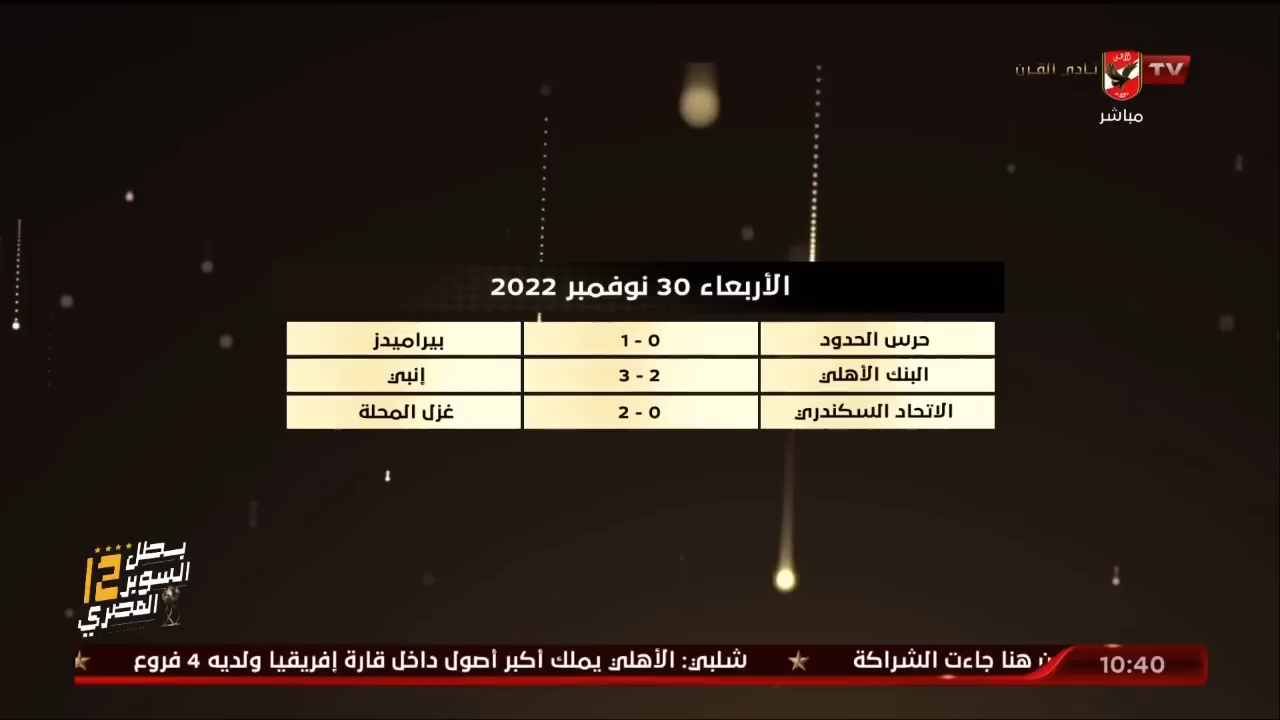 نادي القرن TV
مباشر
الأربعاء 30 نوفمبر 2022
حرس الحدود 0 - 1 بيراميدز
البنك الأهلي 2 - 3 إنبي
الاتحاد السكندري 0 - 2 غزل المحلة
بطل
السوبر 12
المصري
10:40 هنا جاءت الشراكة ★ شلبي: الأهلي يملك أكبر أصول داخل قارة إفريقيا ولديه 4 فروع ★